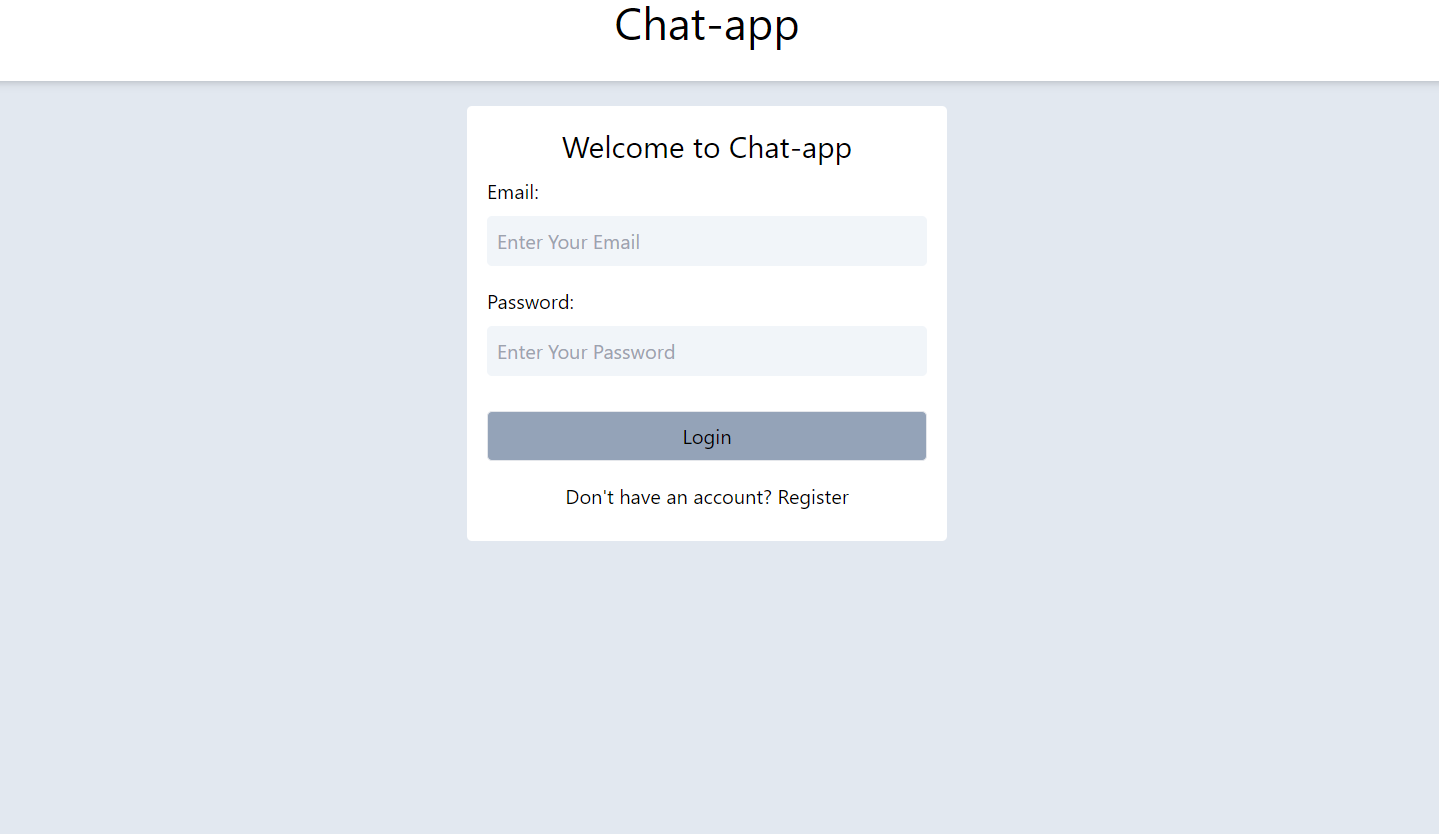 Chat-app
Welcome to Chat-app
Email:
Enter Your Email
Password:
Enter Your Password
Login
Don't have an account? Register